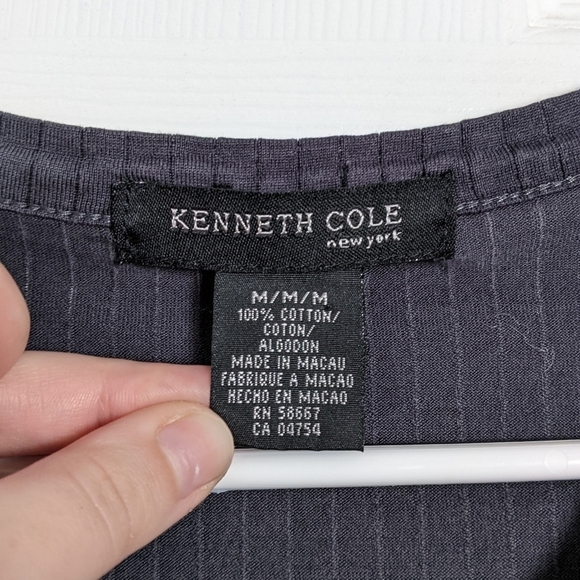 KENNETH COLE
new york
M/M/M
100% COTTON/
COTON/
ALGODON
MADE IN MACAU
FABRIQUE A MACAO
HECHO EN MACAO
RN 58667
CA 04754